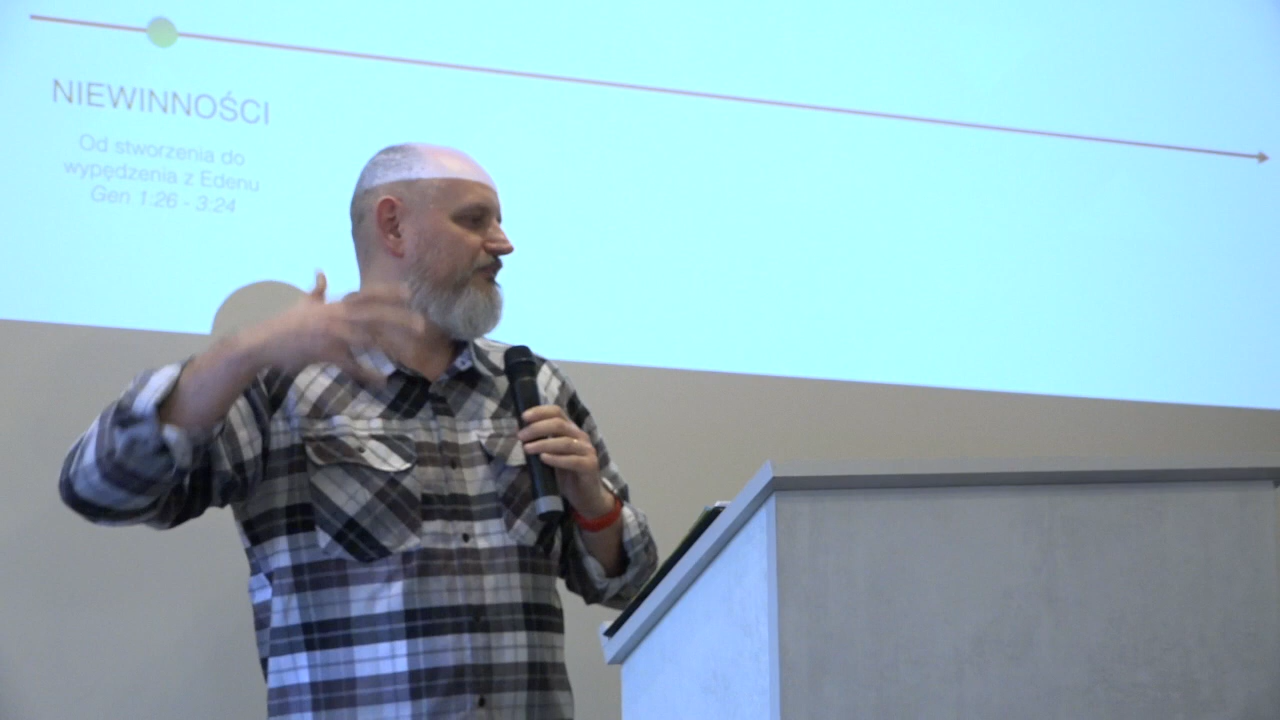 NIEWINNOŚCI
Od stworzenia do
wypędzenia z Edenu
Gen 1:26 - 3:24